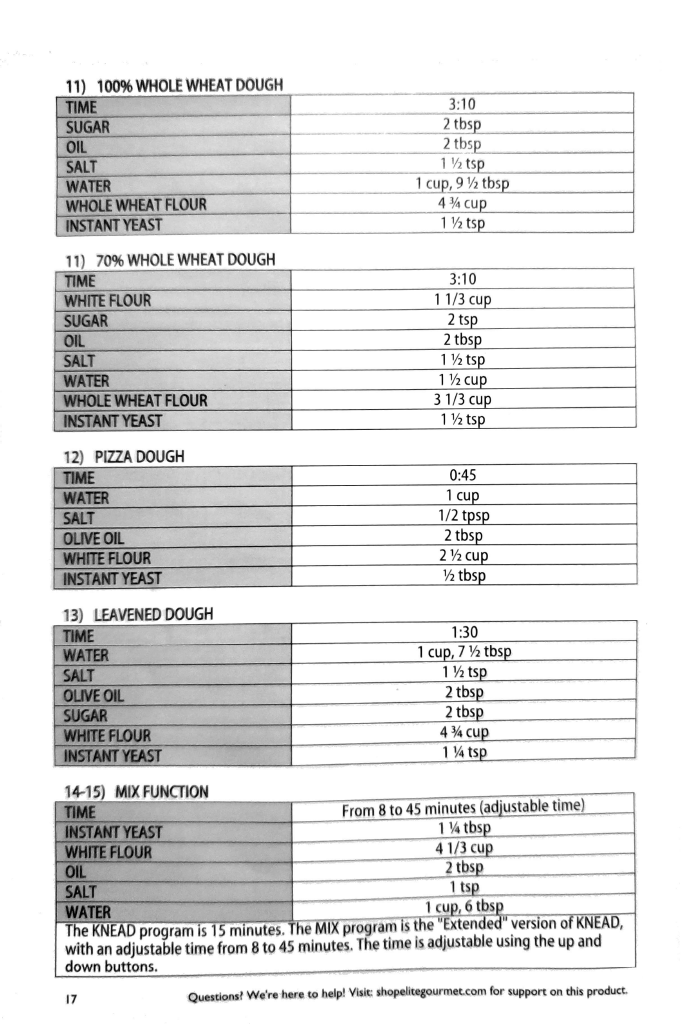 11) 100% WHOLE WHEAT DOUGH
TIME 3:10
SUGAR 2 tbsp
OIL 2 tbsp
SALT 1 ½ tsp
WATER 1 cup, 9 ½ tbsp
WHOLE WHEAT FLOUR 4 ¾ cup
INSTANT YEAST 1 ½ tsp
11) 70% WHOLE WHEAT DOUGH
TIME 3:10
WHITE FLOUR 1 1/3 cup
SUGAR 2 tsp
OIL 2 tbsp
SALT 1 ½ tsp
WATER 1 ½ cup
WHOLE WHEAT FLOUR 3 1/3 cup
INSTANT YEAST 1 ½ tsp
12) PIZZA DOUGH
TIME 0:45
WATER 1 cup
SALT 1/2 tpsp
OLIVE OIL 2 tbsp
WHITE FLOUR 2 ½ cup
INSTANT YEAST ½ tbsp
13) LEAVENED DOUGH
TIME 1:30
WATER 1 cup, 7 ½ tbsp
SALT 1 ½ tsp
OLIVE OIL 2 tbsp
SUGAR 2 tbsp
WHITE FLOUR 4 ¾ cup
INSTANT YEAST 1 ¼ tsp
14-15) MIX FUNCTION
TIME From 8 to 45 minutes (adjustable time)
INSTANT YEAST 1 ¼ tbsp
WHITE FLOUR 4 1/3 cup
OIL 2 tbsp
SALT 1 tsp
WATER 1 cup, 6 tbsp
The KNEAD program is 15 minutes. The MIX program is the "Extended" version of KNEAD,
with an adjustable time from 8 to 45 minutes. The time is adjustable using the up and
down buttons.
17 Questions? We're here to help! Visit: shopelitegourmet.com for support on this product.